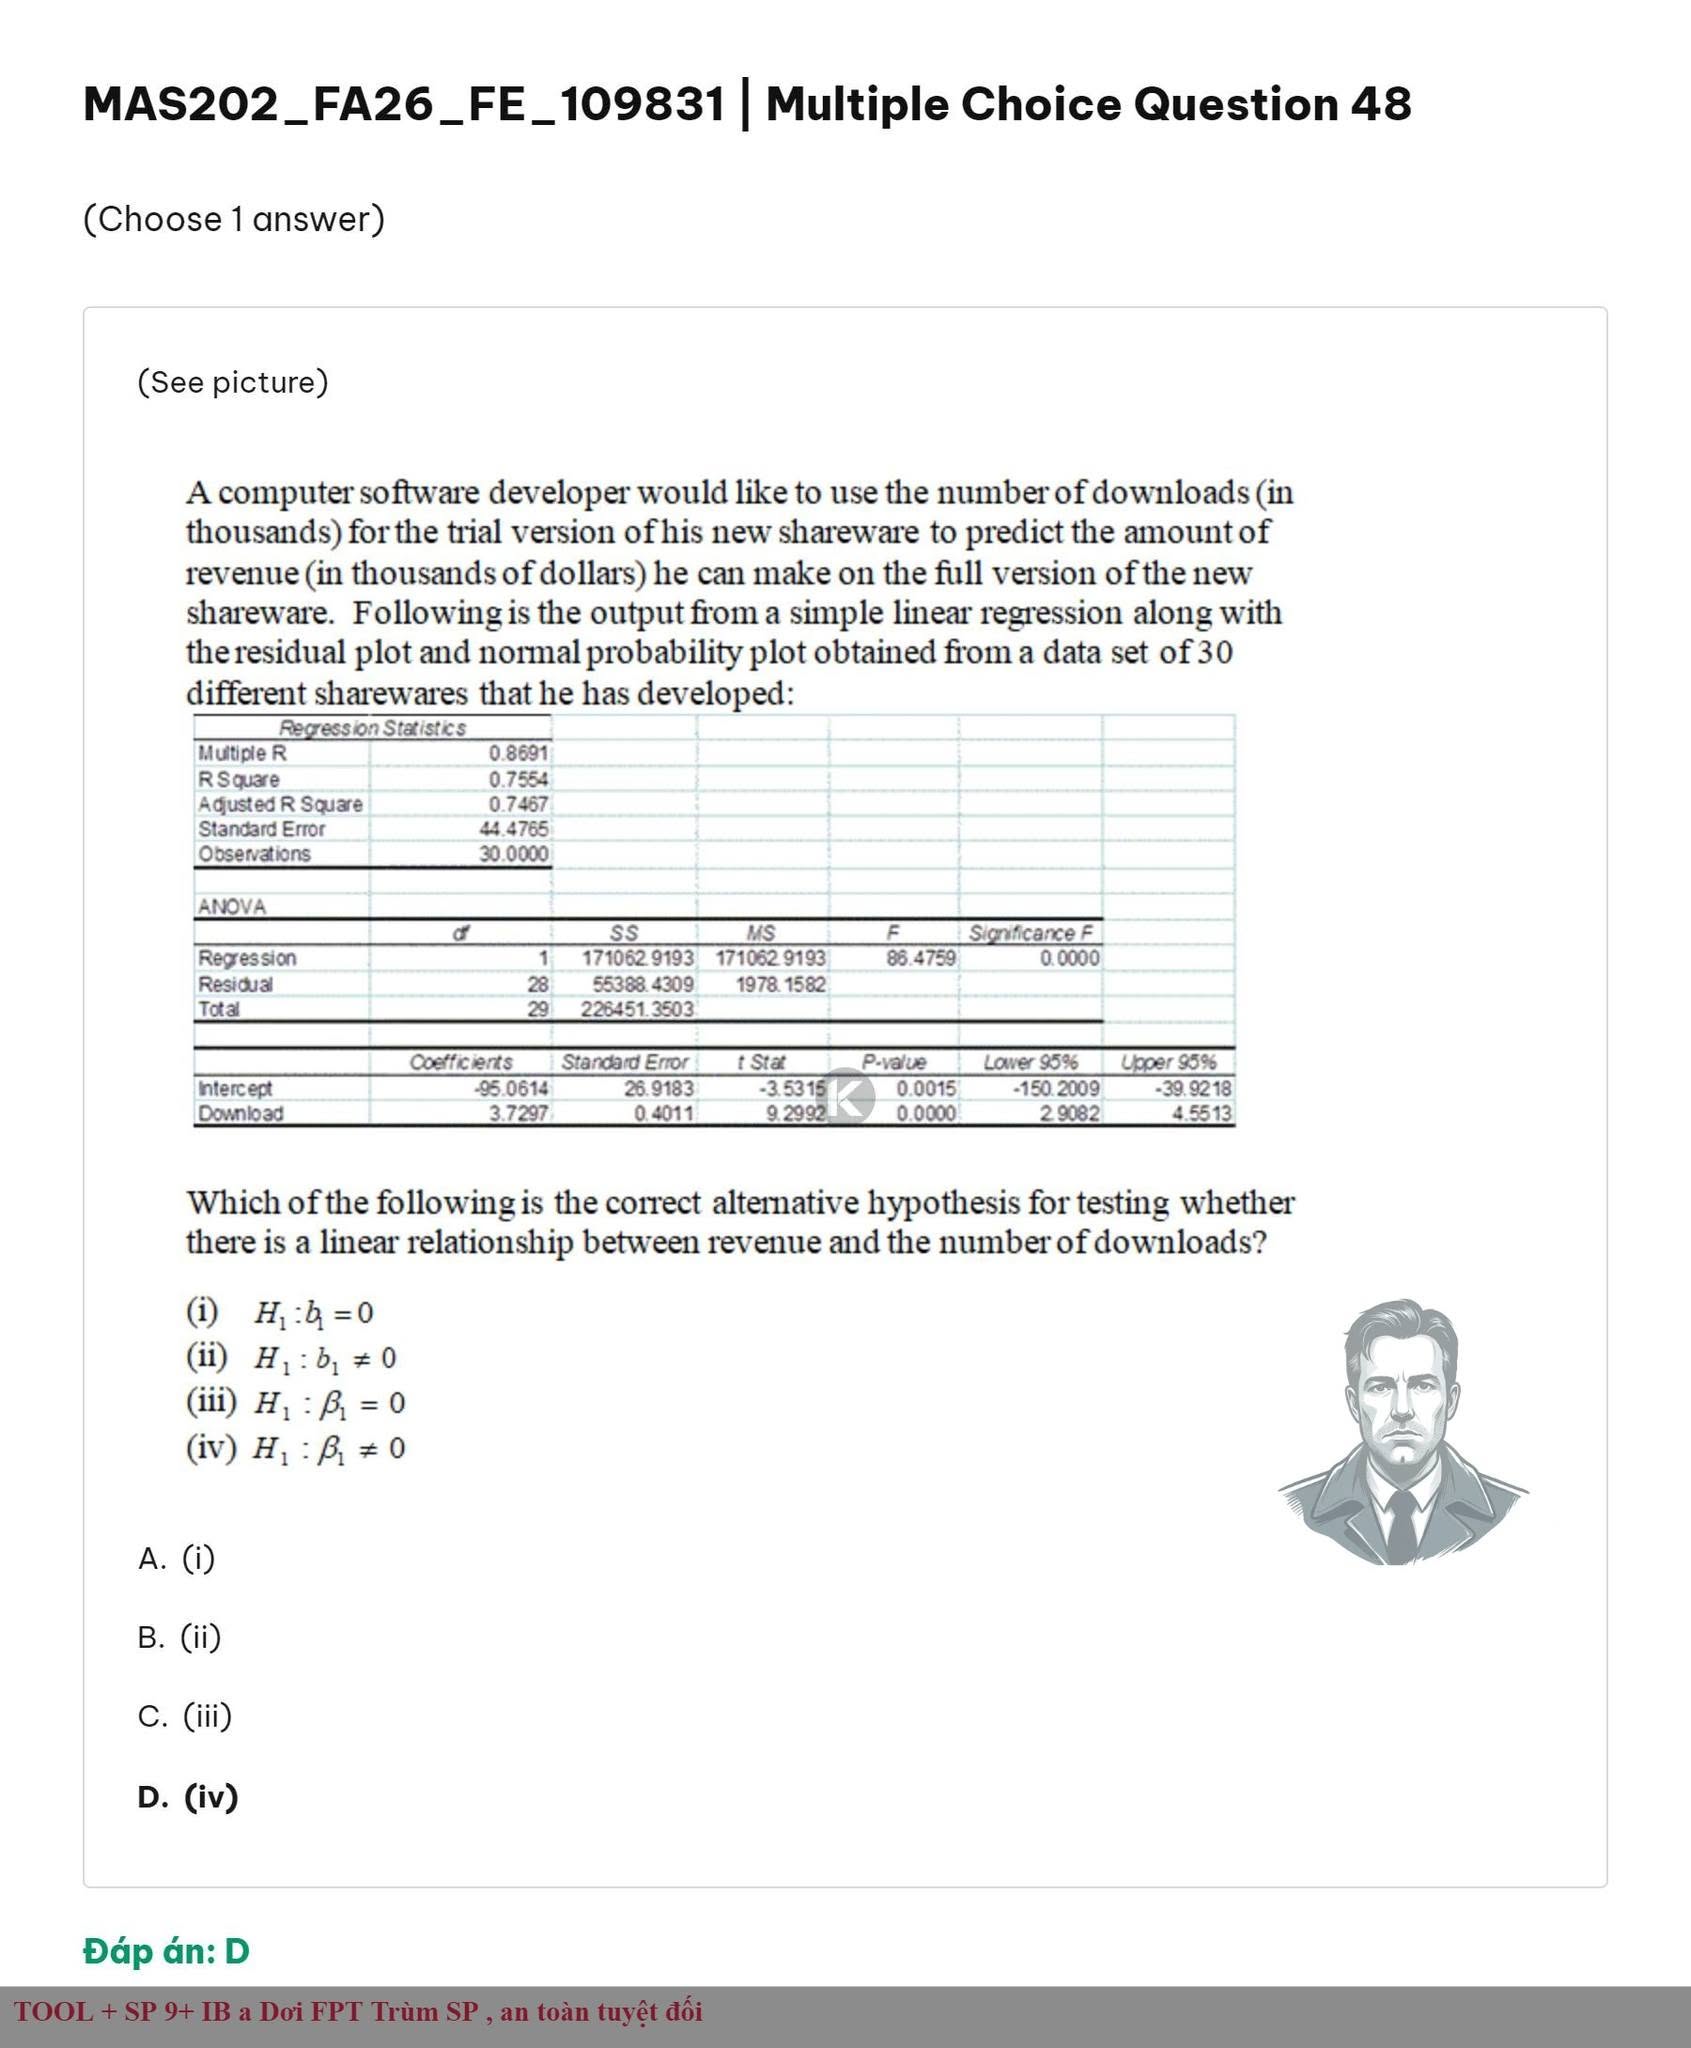 MAS202_FA26_FE_109831 | Multiple Choice Question 48
(Choose 1 answer)
(See picture)
A computer software developer would like to use the number of downloads (in
thousands) for the trial version of his new shareware to predict the amount of
revenue (in thousands of dollars) he can make on the full version of the new
shareware. Following is the output from a simple linear regression along with
the residual plot and normal probability plot obtained from a data set of 30
different sharewares that he has developed:
Regression Statistics
Multiple R 0.8691
R Square 0.7554
Adjusted R Square 0.7467
Standard Error 44.4765
Observations 30.0000
ANOVA
df SS MS F Significance F
Regression 1 171062.9193 171062.9193 86.4759 0.0000
Residual 28 55388.4309 1978.1582
Total 29 226451.3503
Coefficients Standard Error t Stat P-value Lower 95% Upper 95%
Intercept -95.0614 26.9183 -3.5315 0.0015 -150.2009 -39.9218
Download 3.7297 0.4011 9.2992 0.0000 2.9082 4.5513
K
Which of the following is the correct alternative hypothesis for testing whether
there is a linear relationship between revenue and the number of downloads?
(i) H₁ : b₁ = 0
(ii) H₁ : b₁ ≠ 0
(iii) H₁ : β₁ = 0
(iv) H₁ : β₁ ≠ 0
A. (i)
B. (ii)
C. (iii)
D. (iv)
Đáp án: D
TOOL + SP 9+ IB a Dơi FPT Trùm SP , an toàn tuyệt đối